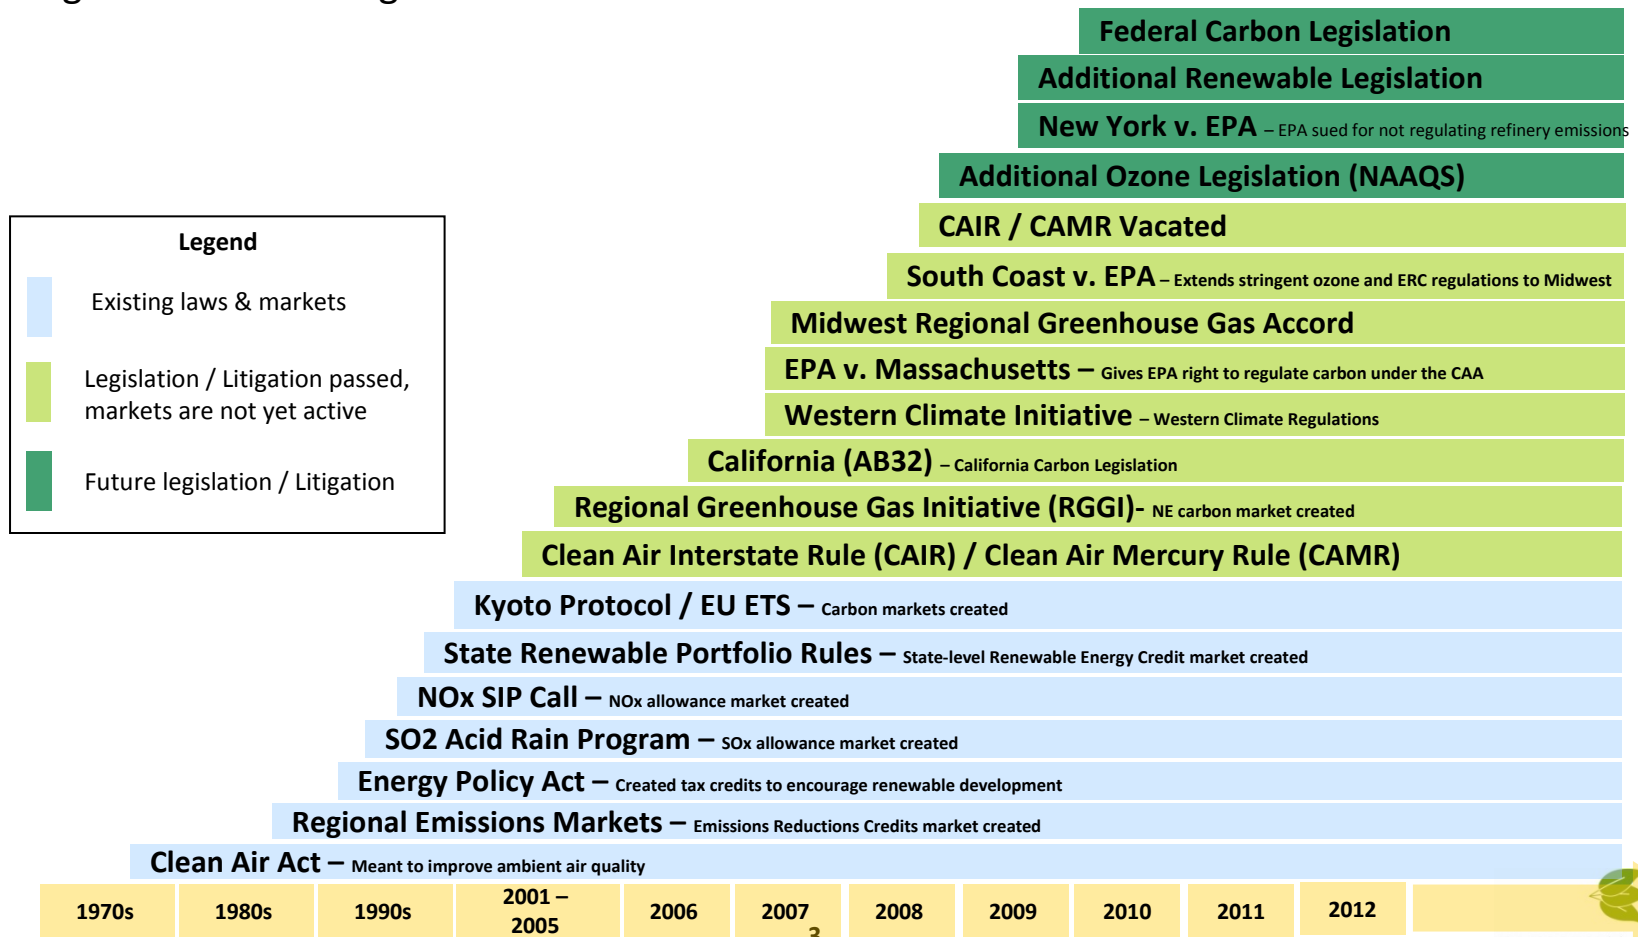 Federal Carbon Legislation
Additional Renewable Legislation
New York v. EPA – EPA sued for not regulating refinery emissions
Additional Ozone Legislation (NAAQS)
CAIR / CAMR Vacated
South Coast v. EPA – Extends stringent ozone and ERC regulations to Midwest
Midwest Regional Greenhouse Gas Accord
EPA v. Massachusetts – Gives EPA right to regulate carbon under the CAA
Western Climate Initiative – Western Climate Regulations
California (AB32) – California Carbon Legislation
Regional Greenhouse Gas Initiative (RGGI)- NE carbon market created
Clean Air Interstate Rule (CAIR) / Clean Air Mercury Rule (CAMR)
Kyoto Protocol / EU ETS – Carbon markets created
State Renewable Portfolio Rules – State-level Renewable Energy Credit market created
NOx SIP Call – NOx allowance market created
SO2 Acid Rain Program – SOx allowance market created
Energy Policy Act – Created tax credits to encourage renewable development
Regional Emissions Markets – Emissions Reductions Credits market created
Clean Air Act – Meant to improve ambient air quality
Legend
Existing laws & markets
Legislation / Litigation passed,
markets are not yet active
Future legislation / Litigation
1970s
1980s
1990s
2001 –
2005
2006
2007
2008
2009
2010
2011
2012
3